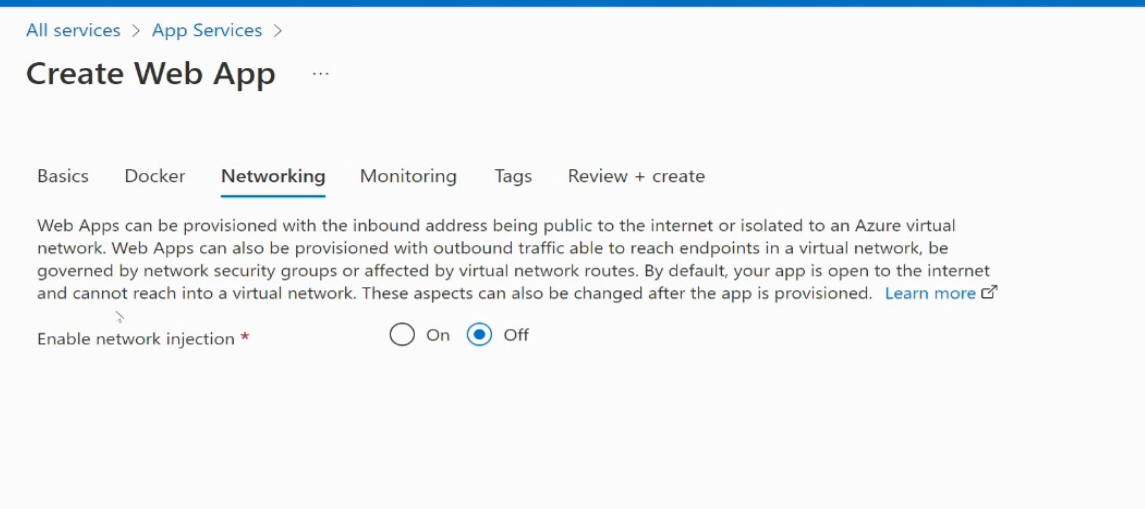 All services > App Services >
Create Web App ...
Basics Docker Networking Monitoring Tags Review + create
Web Apps can be provisioned with the inbound address being public to the internet or isolated to an Azure virtual
network. Web Apps can also be provisioned with outbound traffic able to reach endpoints in a virtual network, be
governed by network security groups or affected by virtual network routes. By default, your app is open to the internet
and cannot reach into a virtual network. These aspects can also be changed after the app is provisioned. Learn more
Enable network injection * On Off